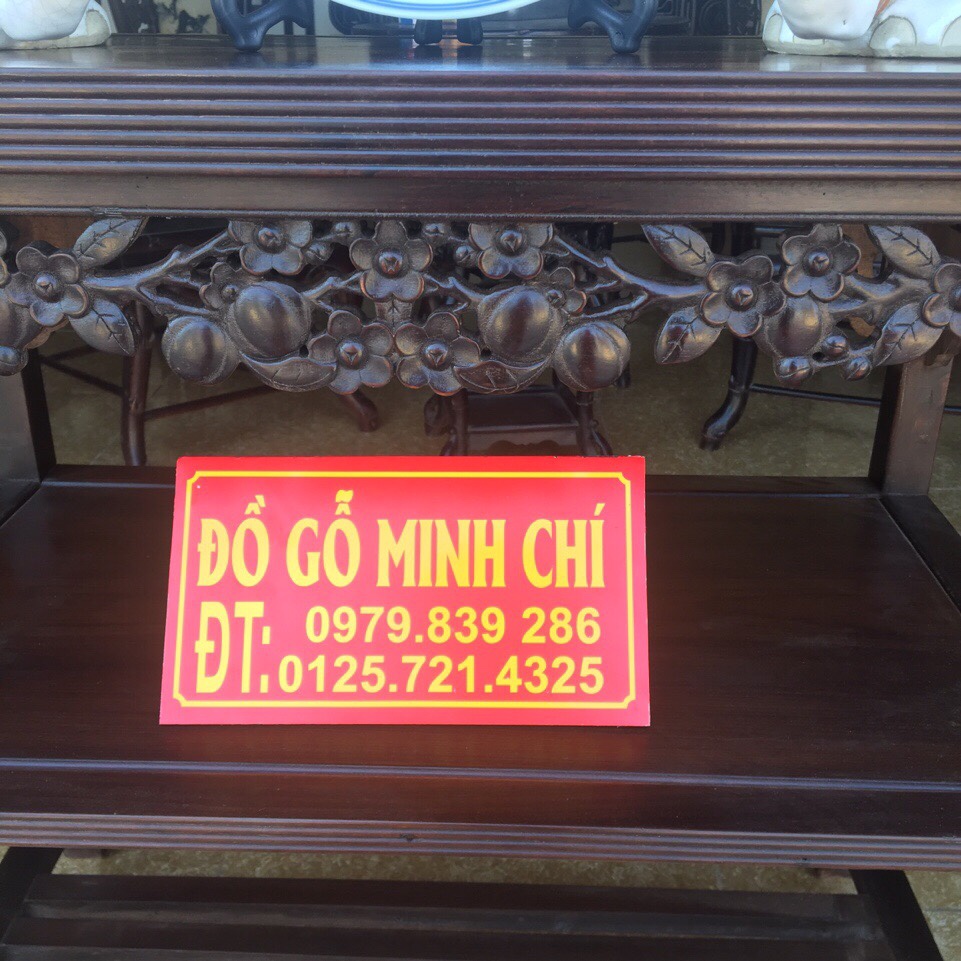 ĐỒ GỖ MINH CHÍ
ĐT: 0979.839 286
0125.721.4325